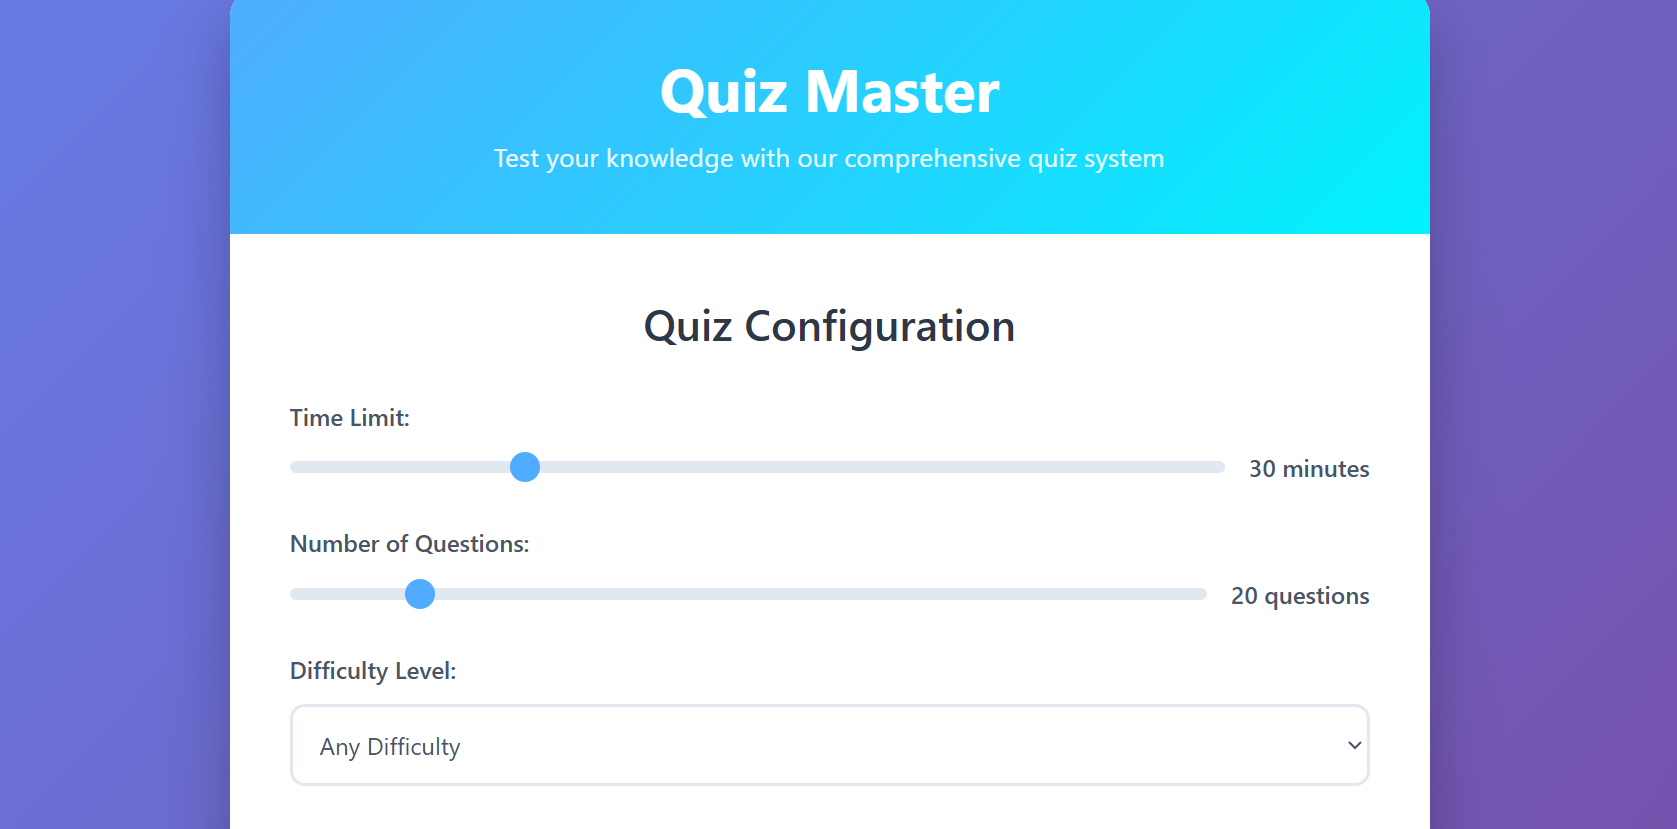 Quiz Master
Test your knowledge with our comprehensive quiz system
Quiz Configuration
Time Limit:
30 minutes
Number of Questions:
20 questions
Difficulty Level:
Any Difficulty